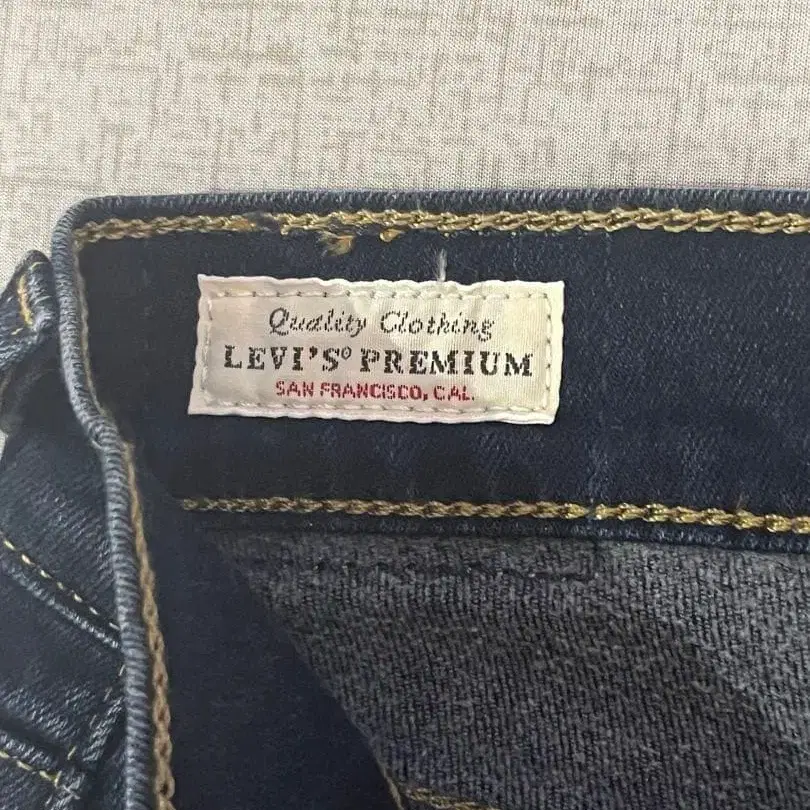 Quality Clothing
LEVI'S® PREMIUM
SAN FRANCISCO, CAL.